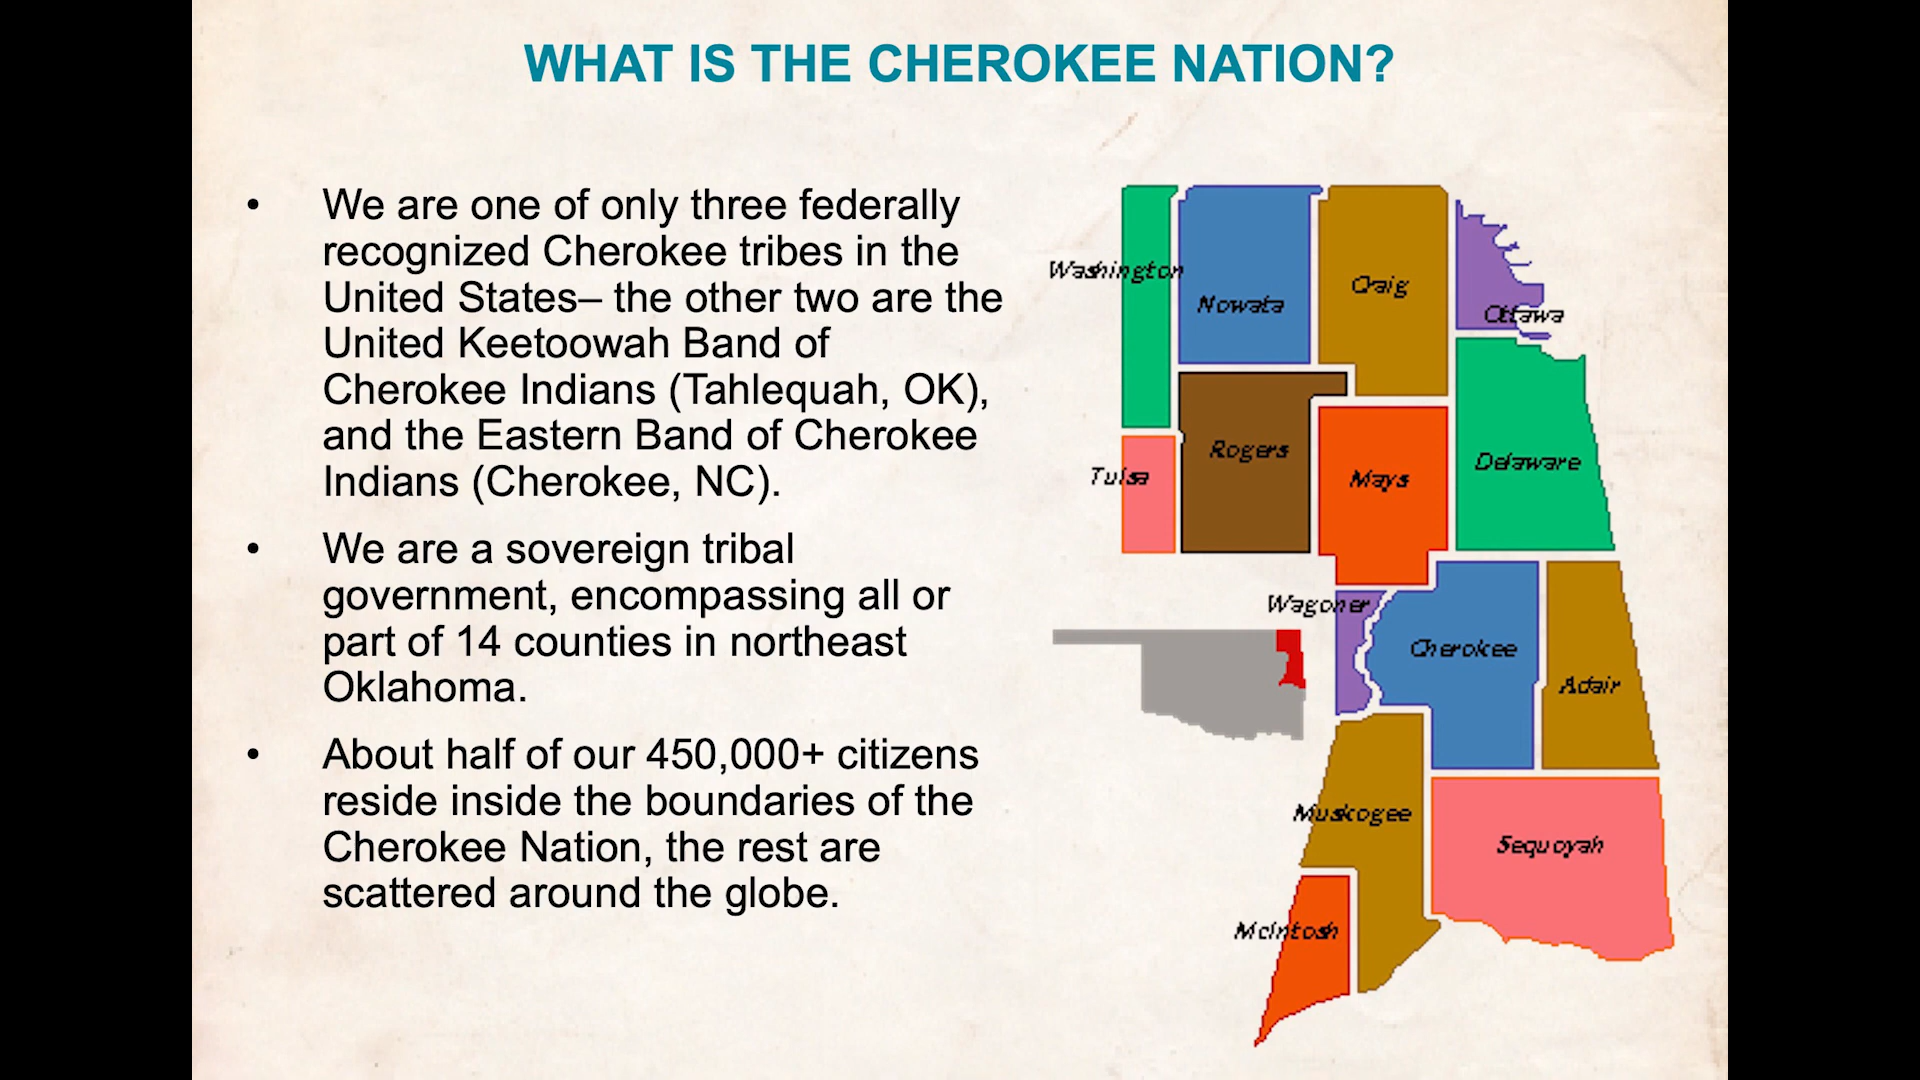 WHAT IS THE CHEROKEE NATION?
• We are one of only three federally
recognized Cherokee tribes in the
United States– the other two are the
United Keetoowah Band of
Cherokee Indians (Tahlequah, OK),
and the Eastern Band of Cherokee
Indians (Cherokee, NC).
• We are a sovereign tribal
government, encompassing all or
part of 14 counties in northeast
Oklahoma.
• About half of our 450,000+ citizens
reside inside the boundaries of the
Cherokee Nation, the rest are
scattered around the globe.
Washington
Nowata
Craig
Ottawa
Tulsa
Rogers
Mays
Delaware
Wagoner
Cherokee
Adair
Muskogee
Sequoyah
McIntosh